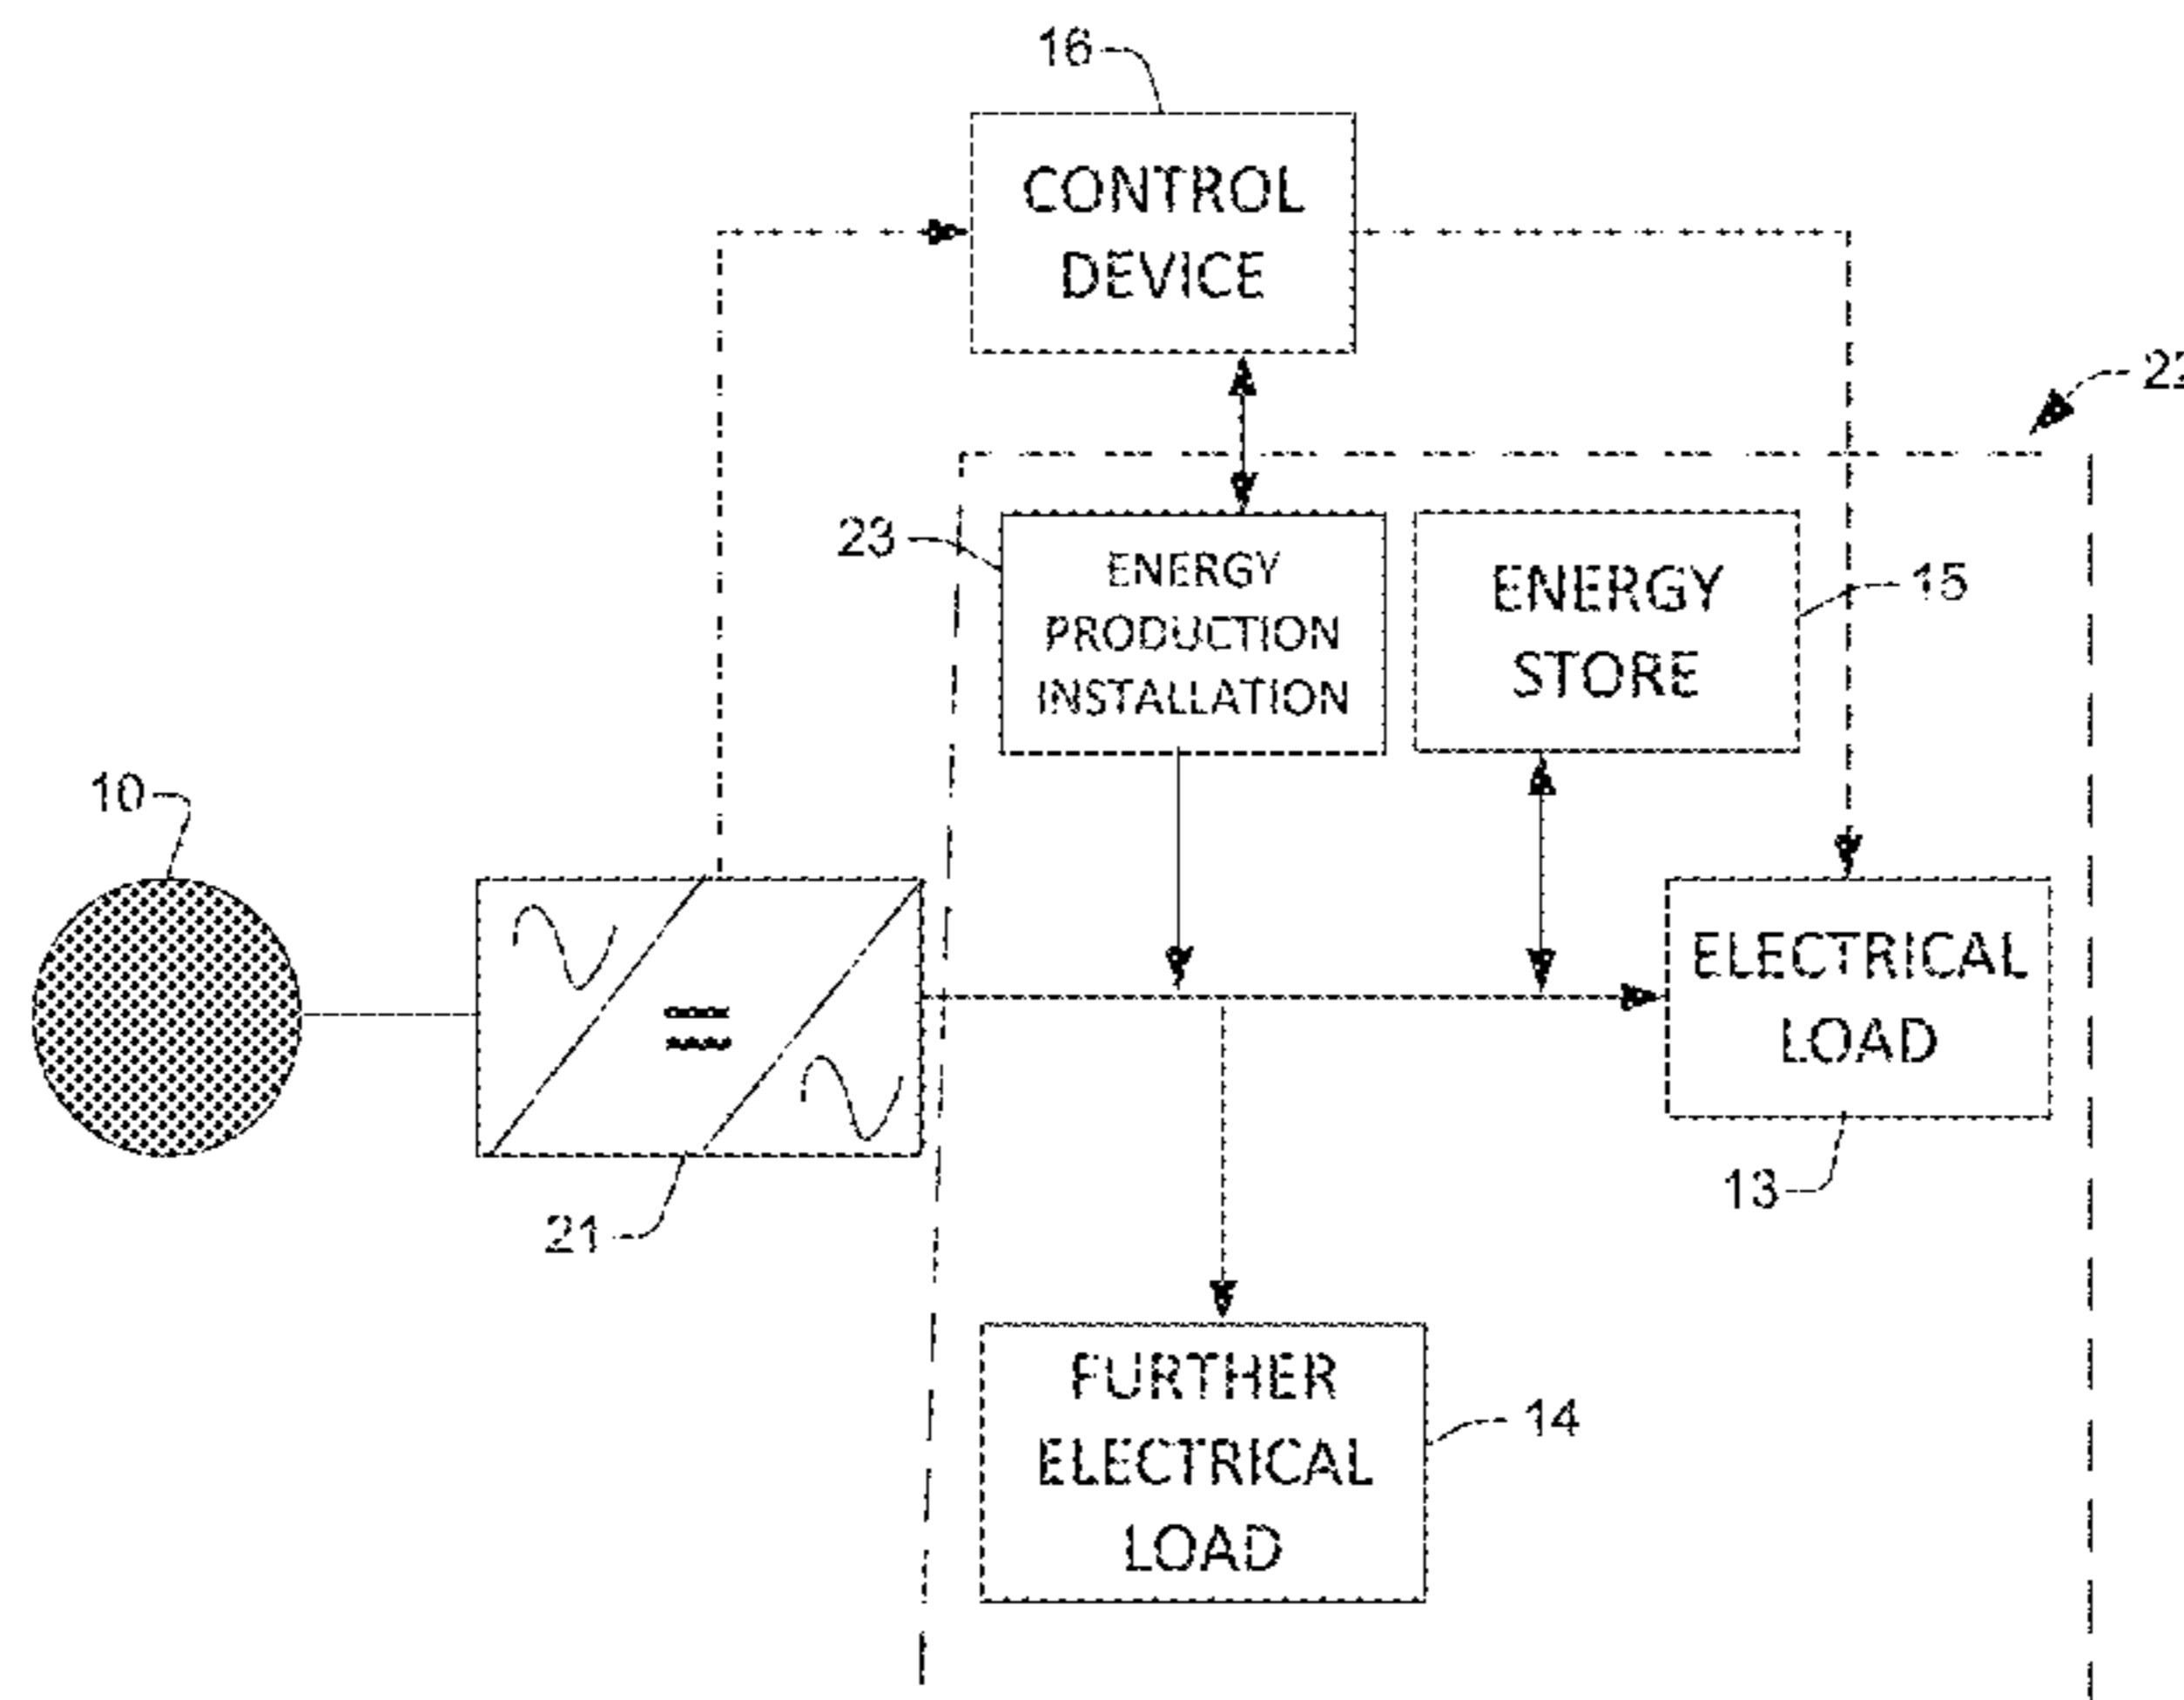 16
CONTROL
DEVICE
22
23
ENERGY
PRODUCTION
INSTALLATION
ENERGY
STORE
15
10
=
ELECTRICAL
LOAD
13
21
FURTHER
ELECTRICAL
LOAD
14